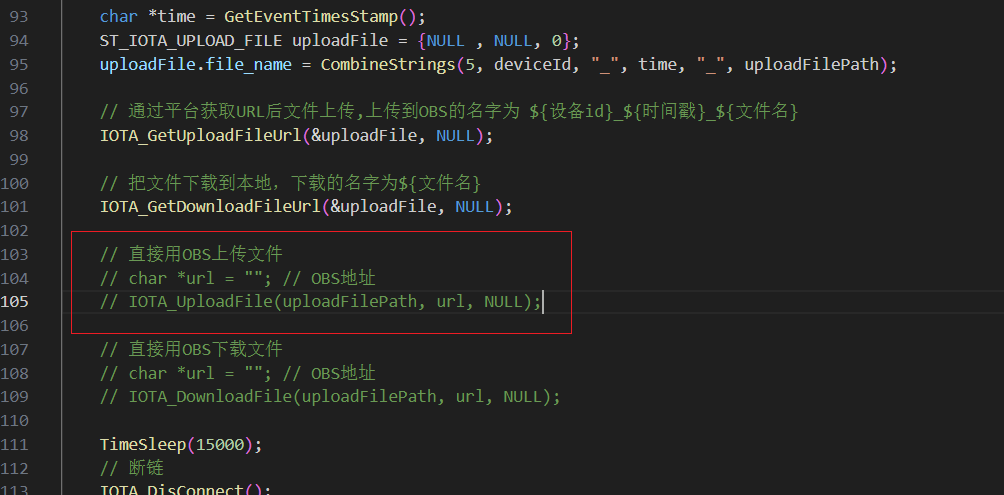 93 char *time = GetEventTimesStamp();
94 ST_IOTA_UPLOAD_FILE uploadFile = {NULL , NULL, 0};
95 uploadFile.file_name = CombineStrings(5, deviceId, "_", time, "_", uploadFilePath);
96
97 // 通过平台获取URL后文件上传,上传到OBS的名字为 ${设备id}_${时间戳}_${文件名}
98 IOTA_GetUploadFileUrl(&uploadFile, NULL);
99
100 // 把文件下载到本地，下载的名字为${文件名}
101 IOTA_GetDownloadFileUrl(&uploadFile, NULL);
102
103 // 直接用OBS上传文件
104 // char *url = ""; // OBS地址
105 // IOTA_UploadFile(uploadFilePath, url, NULL);
106
107 // 直接用OBS下载文件
108 // char *url = ""; // OBS地址
109 // IOTA_DownloadFile(uploadFilePath, url, NULL);
110
111 TimeSleep(15000);
112 // 断链
113 IOTA_DisConnect();